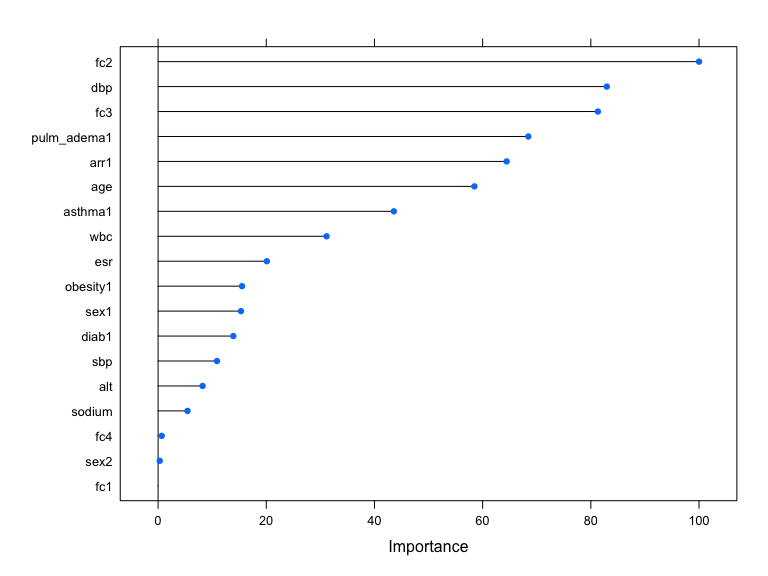 fc2
dbp
fc3
pulm_adema1
arr1
age
asthma1
wbc
esr
obesity1
sex1
diab1
sbp
alt
sodium
fc4
sex2
fc1
0 20 40 60 80 100
Importance